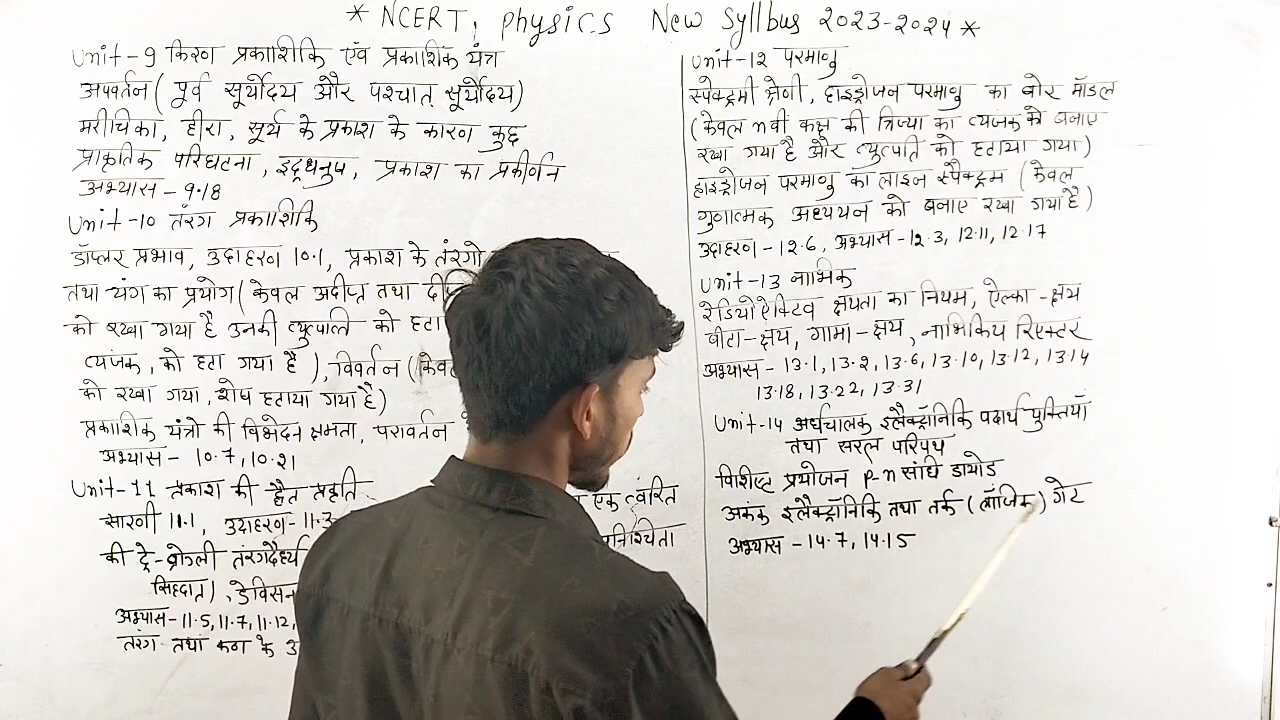 * NCERT, physics New Syllbus 2023-2024 *
Unit-9 किरण प्रकाशिकि एंव प्रकाशिक यंत्र
अपवर्तन ( पूर्व सूर्योदय और पश्चात् सूर्योदय)
मरीचिका, हीरा, सूर्य के प्रकाश के कारण कुछ
प्राकृतिक परिघटना, इंद्रधनुष, प्रकाश का प्रकीर्णन
अभ्यास - 9.18
Unit-10 तंरग प्रकाशिकि
डॉप्लर प्रभाव, उदाहरण 10.1, प्रकाश के तंरगो
तथा यंग का प्रयोग ( केवल अदीप्त तथा
को रखा गया है उनकी व्युत्पत्ति को हटा
व्यंजक, को हटा गया है ), विवर्तन (
को रखा गया, शेष हटाया गया है)
प्रकाशिक यंत्रो की विभेदन क्षमता, परावर्तन
अभ्यास - 10.7, 10.21
Unit-11 प्रकाश की द्वैत प्रकृति
सारणी 11.1, उदाहरण - 11.3 एक त्वरित
की दे-ब्रोग्ली तंरगदैर्ध्य
सिद्दांत), डेविसन
अभ्यास - 11.5, 11.7, 11.12,
तरंग तथा कण के
Unit-12 परमाणु
स्पेक्ट्रमी श्रेणी, हाइड्रोजन परमाणु का बोर मॉडल
(केवल nवी कक्ष की त्रिज्या का व्यंजक को बनाए
रखा गया है और व्युत्पति को हटाया गया)
हाइड्रोजन परमाणु का लाइन स्पैक्ट्रम (केवल
गुणात्मक अध्ययन को बनाए रखा गया है)
उदाहरण - 12.6, अभ्यास - 12.3, 12.11, 12.17
Unit-13 नाभिक
रेडियोऐक्टिव क्षयता का नियम, ऐल्फा - क्षय
बीटा-क्षय, गामा-क्षय, नाभिकिय रिएक्टर
अभ्यास - 13.1, 13.2, 13.6, 13.10, 13.12, 13.14
13.18, 13.22, 13.31
Unit-14 अर्धचालक इलैक्ट्रॉनिकि पदार्थ युक्तियाँ
तथा सरल परिपथ
विशिष्ट प्रयोजन p-n संधि डायोड
अकंक इलैक्ट्रॉनिकि तथा तर्क (लॉजिक) गेट
अभ्यास - 14.7, 14.15